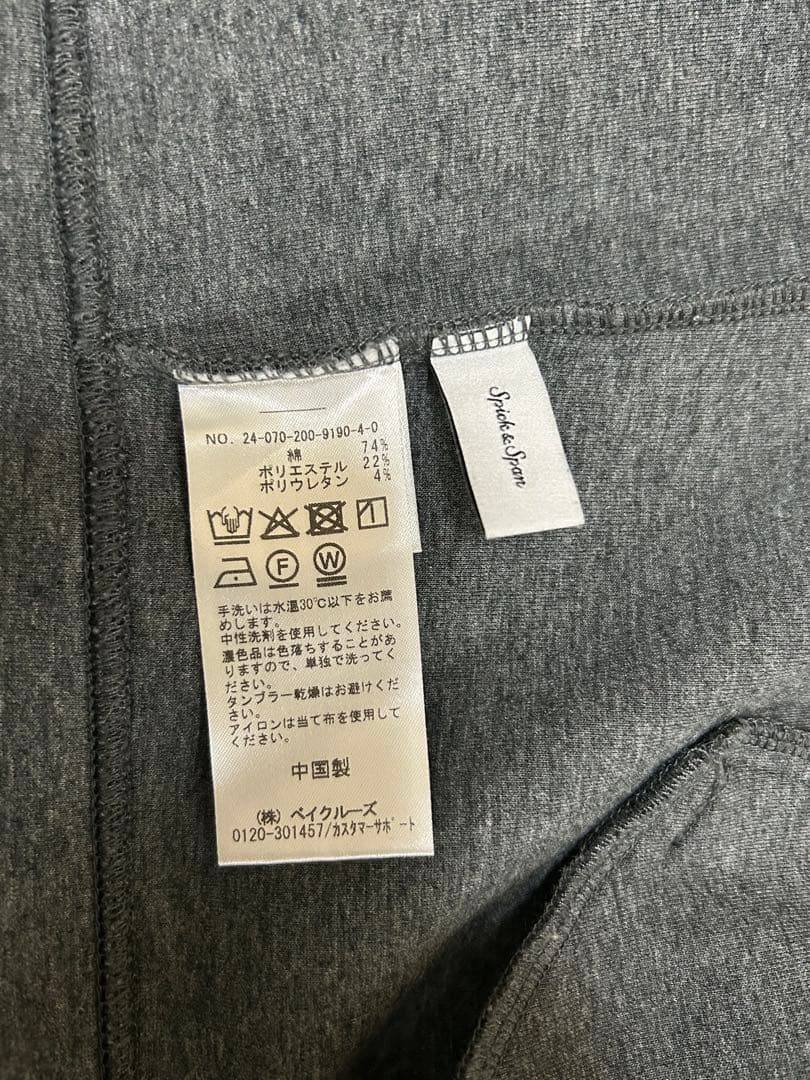 NO. 24-070-200-9190-4-0
綿 74%
ポリエステル 22%
ポリウレタン 4%
F W
手洗いは水温30℃以下をお薦
めします。
中性洗剤を使用してください。
濃色品は色落ちすることがあ
りますので、単独で洗ってく
ださい。
タンブラー乾燥はお避けくだ
さい。
アイロンは当て布を使用して
ください。
中国製
(株) ベイクルーズ
0120-301457/カスタマーサポート
Spick & Span